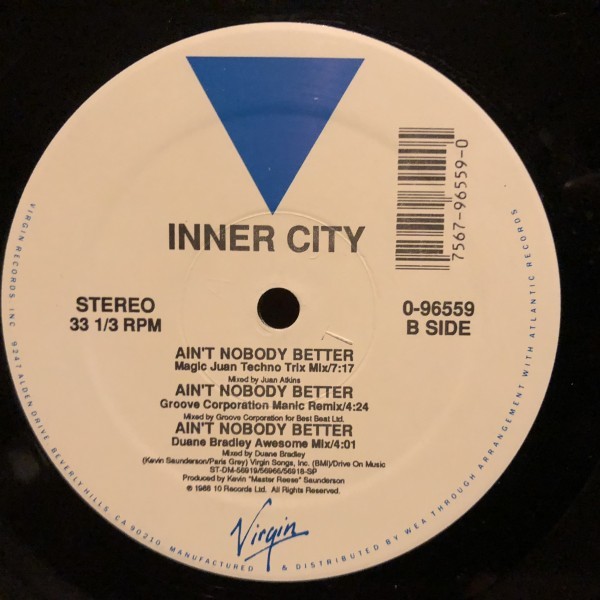 INNER CITY
7567-96559-0
STEREO
33 1/3 RPM
0-96559
B SIDE
AIN'T NOBODY BETTER
Magic Juan Techno Trix Mix/7:17
Mixed by Juan Atkins
AIN'T NOBODY BETTER
Groove Corporation Manic Remix/4:24
Mixed by Groove Corporation for Beat Beat Ltd.
AIN'T NOBODY BETTER
Duane Bradley Awesome Mix/4:01
Mixed by Duane Bradley
(Kevin Saunderson/Paris Grey) Virgin Songs, Inc. (BMI)/Drive On Music
ST-DM-56919/56966/56918-SP
Produced by Kevin "Master Reese" Saunderson
℗ 1988 10 Records Ltd. All Rights Reserved.
Virgin
VIRGIN RECORDS, INC. 9247 ALDEN DRIVE, BEVERLY HILLS, CA 90210 MANUFACTURED & DISTRIBUTED BY WEA THROUGH ARRANGEMENT WITH ATLANTIC RECORDS